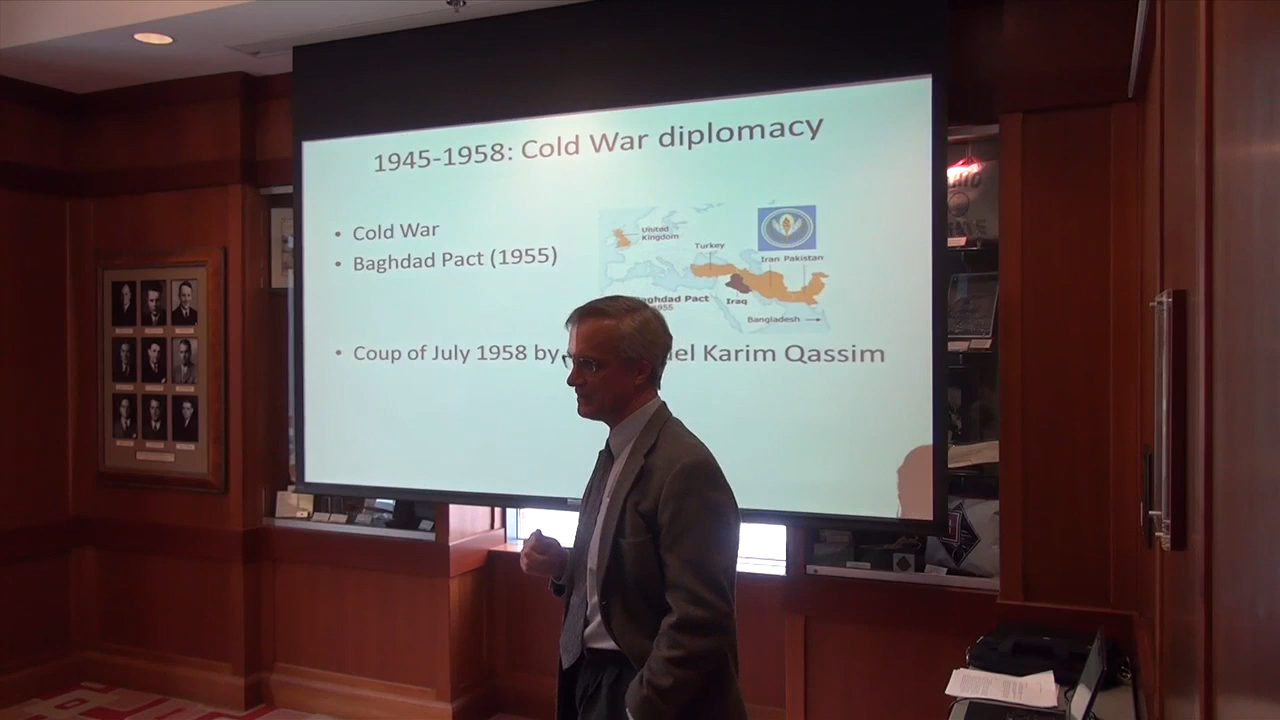 1945-1958: Cold War diplomacy
• Cold War
• Baghdad Pact (1955)
United
Kingdom
Turkey
Iran Pakistan
Iraq
Pact
Bangladesh
• Coup of July 1958 by Karim Qassim